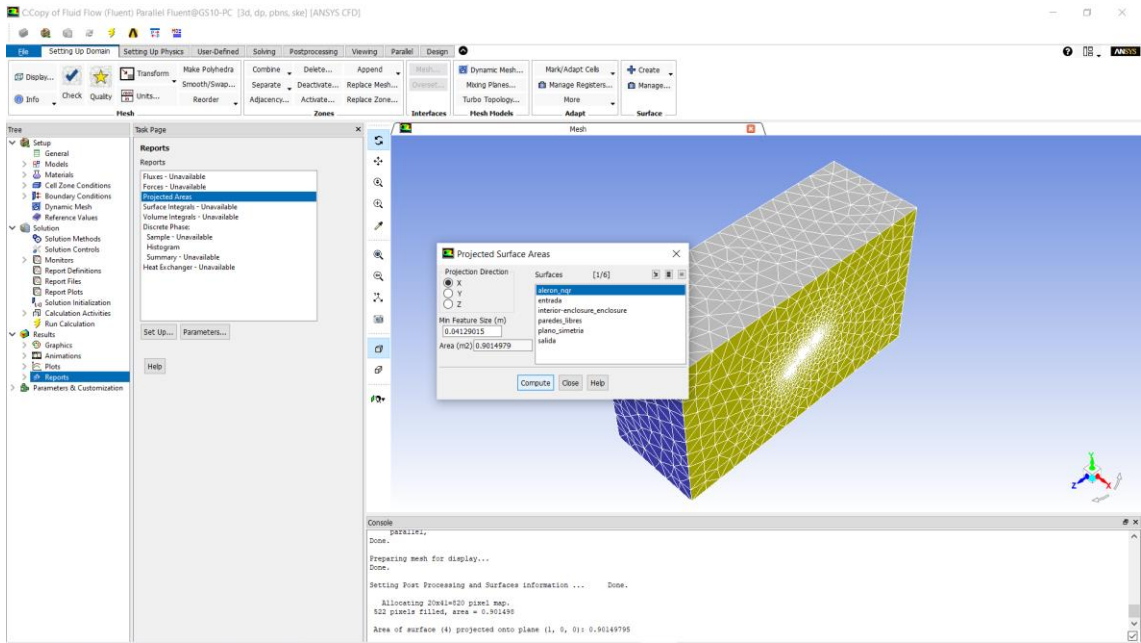 C:Copy of Fluid Flow (Fluent) Parallel Fluent@GS10-PC [3d, dp, pbns, ske] [ANSYS CFD]
File Setting Up Domain Setting Up Physics User-Defined Solving Postprocessing Viewing Parallel Design ANSYS
Display... Transform Make Polyhedra Combine Delete... Append Mesh... Dynamic Mesh... Mark/Adapt Cells Create
Info Check Quality Units... Smooth/Swap... Separate Deactivate... Replace Mesh... Overset... Mixing Planes... Manage Registers... Manage...
Reorder Adjacency... Activate... Replace Zone... Turbo Topology... More
Mesh Zones Interfaces Mesh Models Adapt Surface
Tree
Setup
General
Models
Materials
Cell Zone Conditions
Boundary Conditions
Dynamic Mesh
Reference Values
Solution
Solution Methods
Solution Controls
Monitors
Report Definitions
Report Files
Report Plots
Solution Initialization
Calculation Activities
Run Calculation
Results
Graphics
Animations
Plots
Reports
Parameters & Customization
Task Page
Reports
Reports
Fluxes - Unavailable
Forces - Unavailable
Projected Areas
Surface Integrals - Unavailable
Volume Integrals - Unavailable
Discrete Phase:
Sample - Unavailable
Histogram
Summary - Unavailable
Heat Exchanger - Unavailable
Set Up... Parameters...
Help
Mesh
Projected Surface Areas
Projection Direction
X
Y
Z
Min Feature Size (m)
0.04129015
Area (m2) 0.9014979
Surfaces [1/6]
aleron_nqr
entrada
interior-enclosure_enclosure
paredes_libres
plano_simetria
salida
Compute Close Help
Y
Z X
Console
parallel,
Done.
Preparing mesh for display...
Done.
Setting Post Processing and Surfaces information ... Done.
Allocating 20x41=820 pixel map.
522 pixels filled, area = 0.901498
Area of surface (4) projected onto plane (1, 0, 0): 0.90149795